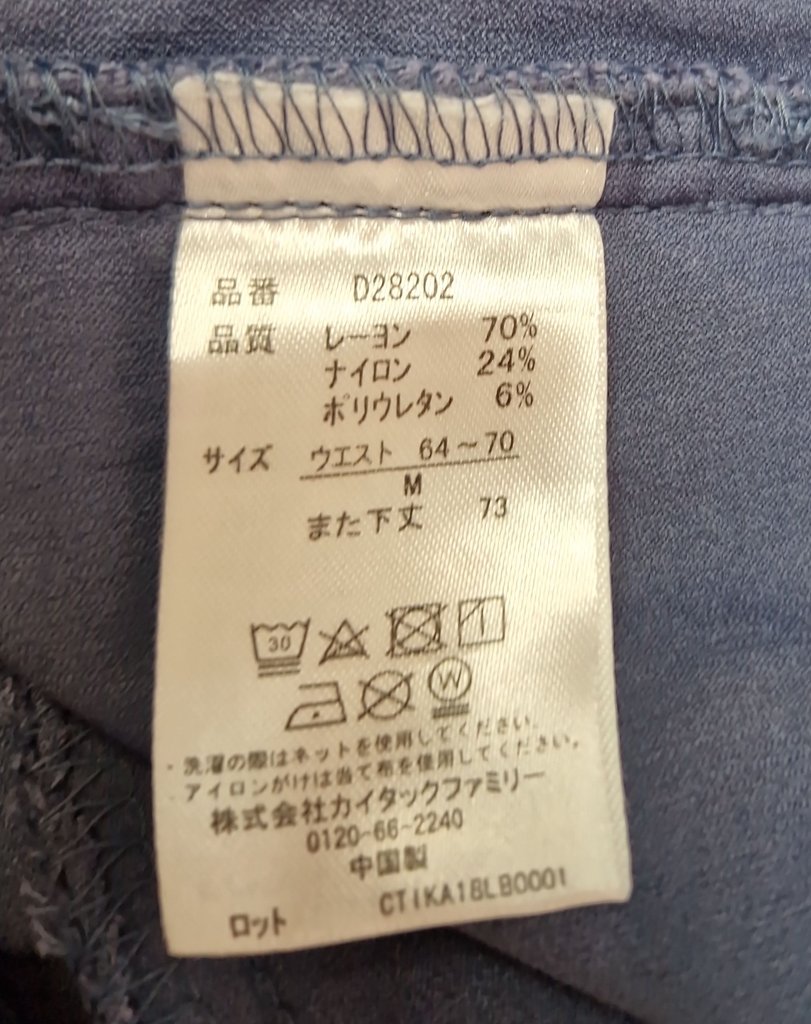 品番 D28202
品質 レーヨン 70%
ナイロン 24%
ポリウレタン 6%
サイズ ウエスト 64～70
M
また下丈 73
30
W
・洗濯の際はネットを使用してください。
・アイロンがけは当て布を使用してください。
株式会社カイタックファミリー
0120-66-2240
中国製
ロット CTIKA18LB0001